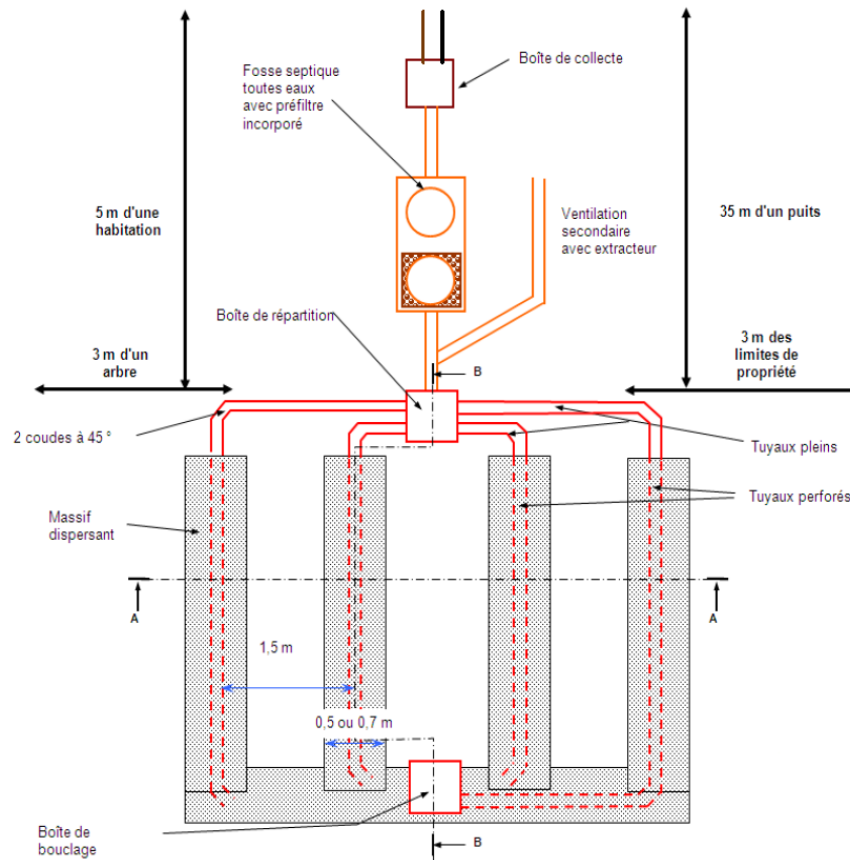 Boîte de collecte
Fosse septique
toutes eaux
avec préfiltre
incorporé
5 m d'une
habitation
Ventilation
secondaire
avec extracteur
35 m d'un puits
Boîte de répartition
3 m d'un
arbre
3 m des
limites de
propriété
B
2 coudes à 45 °
Tuyaux pleins
Tuyaux perforés
Massif
dispersant
A
A
1,5 m
0,5 ou 0,7 m
Boîte de
bouclage
B